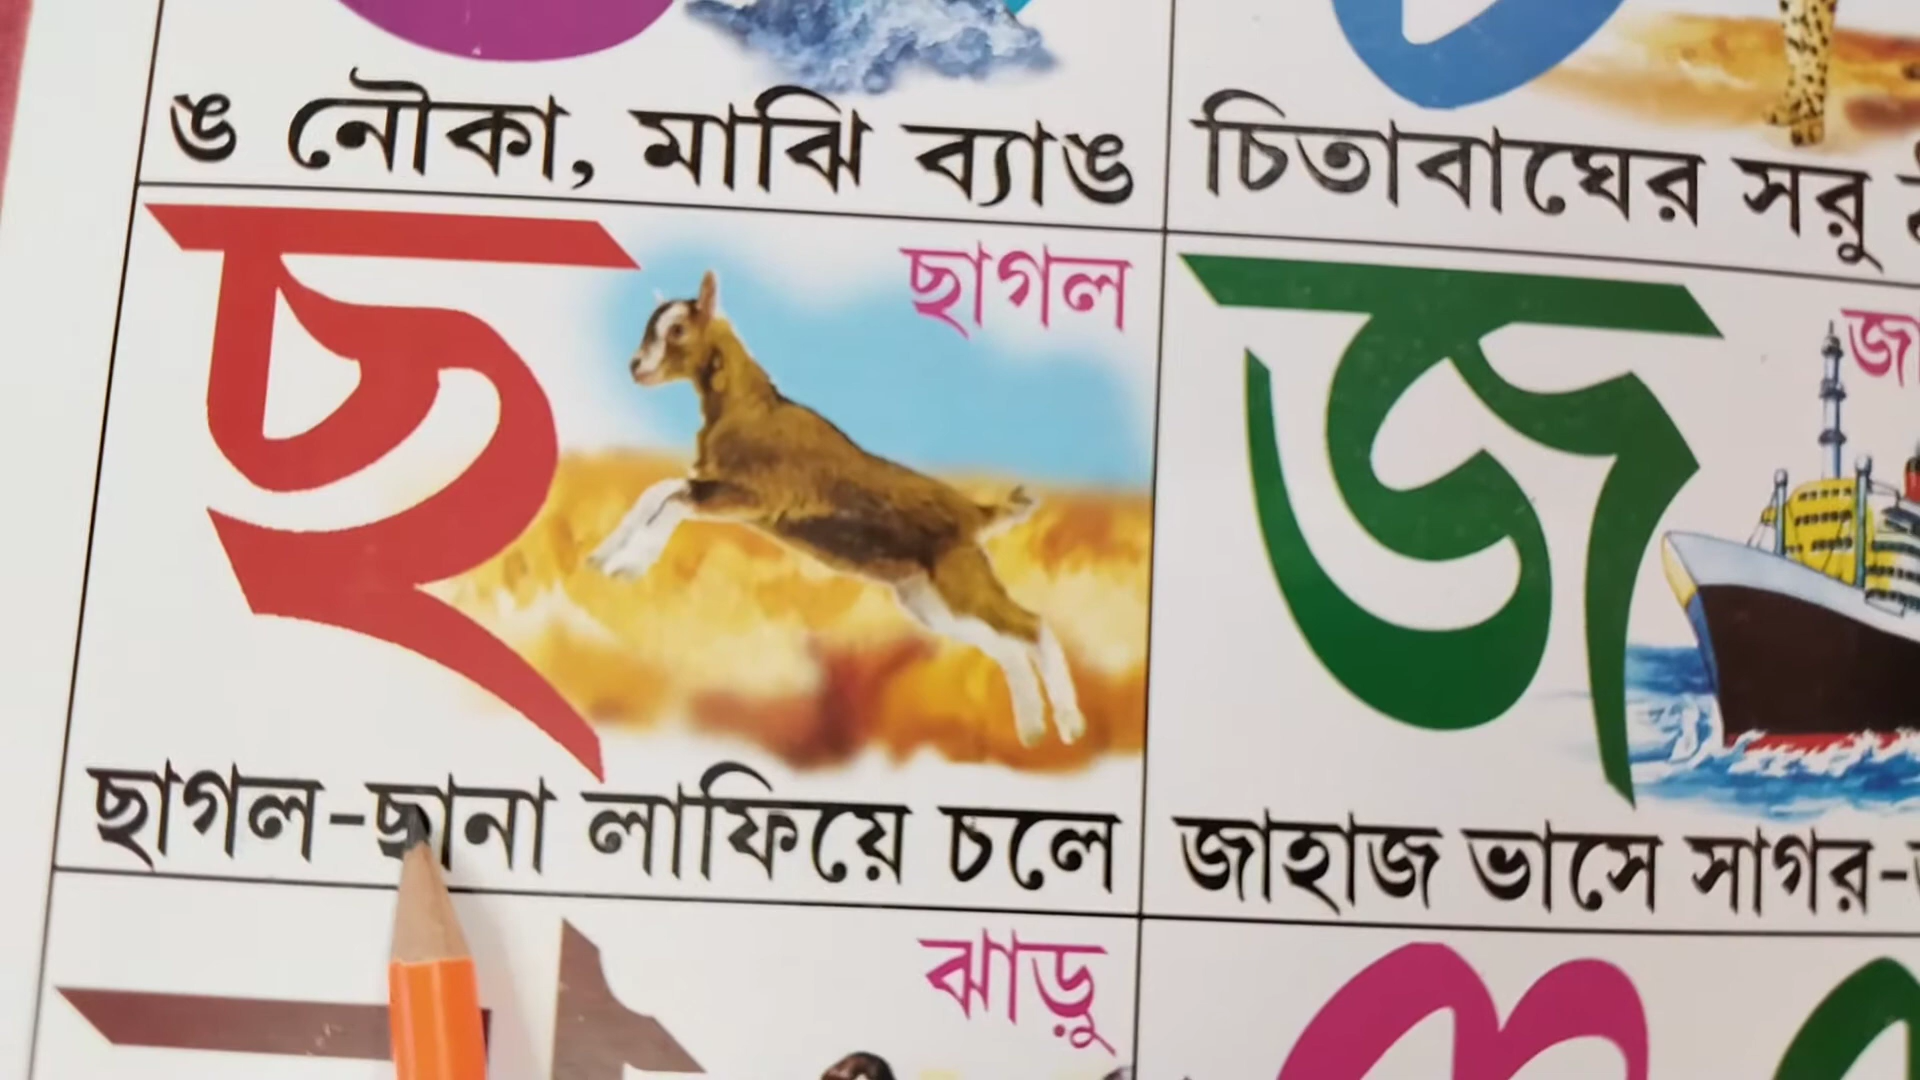 ঙ নৌকা, মাঝি ব্যাঙ
চিতাবাঘের সরু
ছ
ছাগল
ছাগল-ছানা লাফিয়ে চলে
জ
জাহাজ ভাসে সাগর-
ঝাড়ু